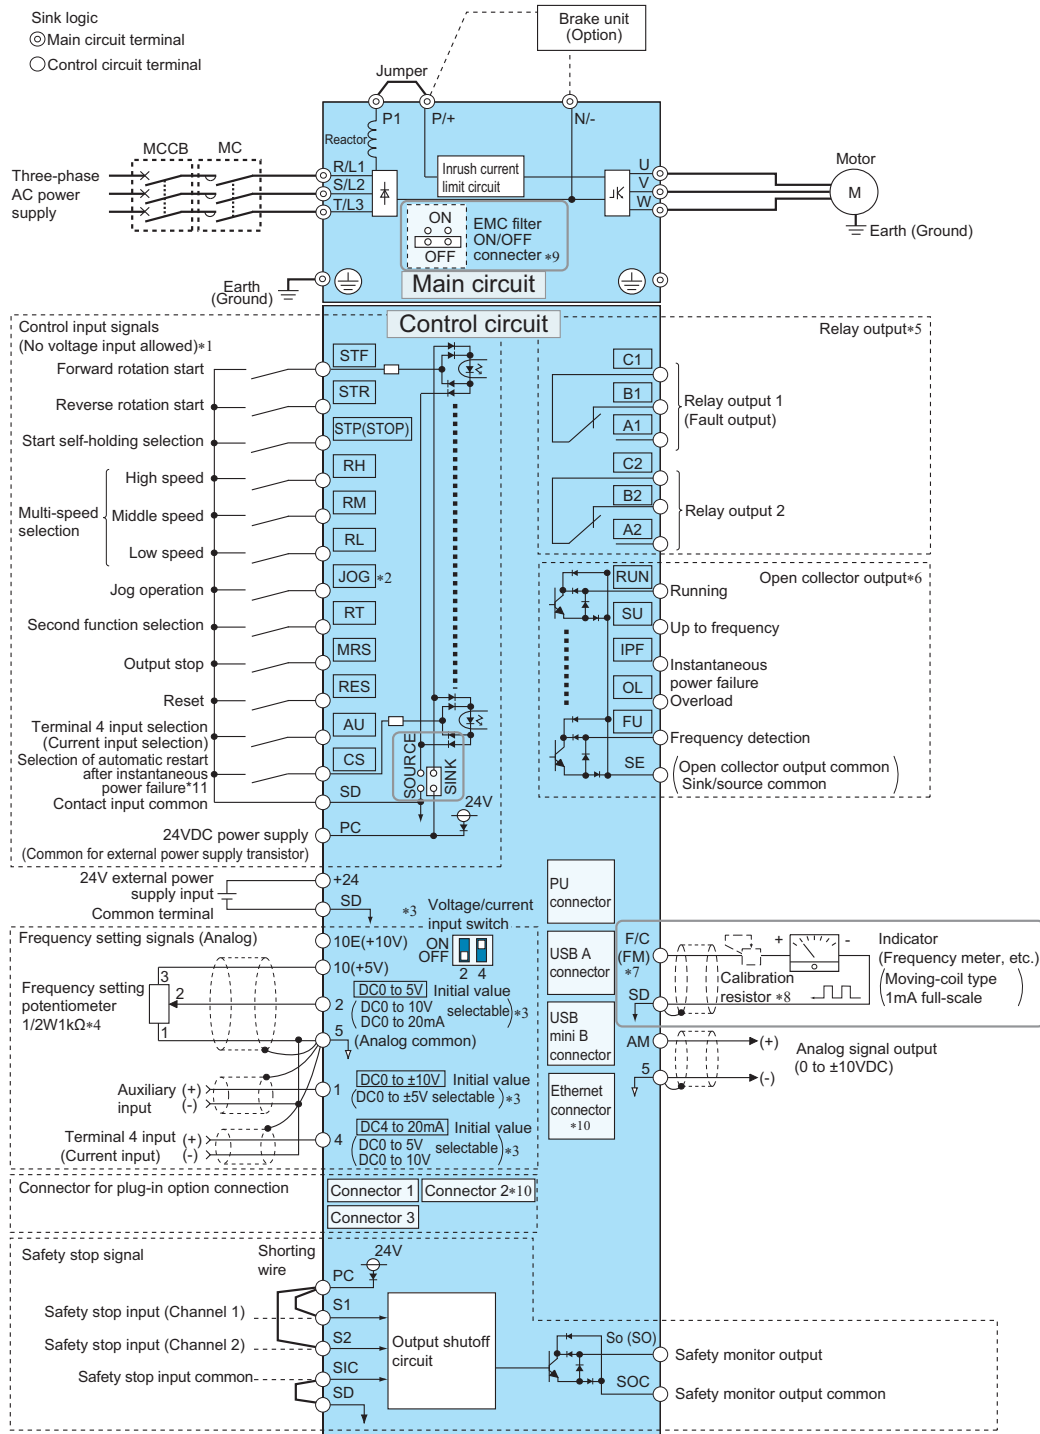 Sink logic
Main circuit terminal
Control circuit terminal
Brake unit
(Option)
Jumper
P1
P/+
N/-
Reactor
MCCB
MC
R/L1
S/L2
T/L3
Three-phase
AC power
supply
Inrush current
limit circuit
U
V
W
Motor
M
Earth (Ground)
ON
OFF
EMC filter
ON/OFF
connecter *9
Main circuit
Earth
(Ground)
Control circuit
Control input signals
(No voltage input allowed)*1
Forward rotation start
STF
Reverse rotation start
STR
Start self-holding selection
STP(STOP)
Multi-speed
selection
High speed
RH
Middle speed
RM
Low speed
RL
Jog operation
JOG *2
Second function selection
RT
Output stop
MRS
Reset
RES
Terminal 4 input selection
(Current input selection)
AU
Selection of automatic restart
after instantaneous
power failure*11
CS
Contact input common
SD
SOURCE
SINK
24V
24VDC power supply
(Common for external power supply transistor)
PC
Relay output*5
C1
B1
A1
Relay output 1
(Fault output)
C2
B2
A2
Relay output 2
Open collector output*6
RUN
Running
SU
Up to frequency
IPF
Instantaneous
power failure
OL
Overload
FU
Frequency detection
SE
Open collector output common
Sink/source common
24V external power
supply input
+24
Common terminal
SD
*3
Voltage/current
input switch
ON
OFF
2 4
Frequency setting signals (Analog)
10E(+10V)
10(+5V)
Frequency setting
potentiometer
1/2W1kΩ*4
3
2
1
2
DC0 to 5V Initial value
DC0 to 10V
DC0 to 20mA
selectable *3
5
(Analog common)
Auxiliary
input
(+)
(-)
1
DC0 to ±10V Initial value
(DC0 to ±5V selectable) *3
Terminal 4 input
(Current input)
(+)
(-)
4
DC4 to 20mA Initial value
DC0 to 5V
DC0 to 10V
selectable *3
PU
connector
USB A
connector
USB
mini B
connector
Ethernet
connector
*10
F/C
(FM)
*7
SD
Calibration
resistor *8
+
-
Indicator
(Frequency meter, etc.)
Moving-coil type
1mA full-scale
AM
(+)
5
(-)
Analog signal output
(0 to ±10VDC)
Connector for plug-in option connection
Connector 1
Connector 2*10
Connector 3
Safety stop signal
Shorting
wire
24V
PC
Safety stop input (Channel 1)
S1
Safety stop input (Channel 2)
S2
Safety stop input common
SIC
SD
Output shutoff
circuit
So (SO)
Safety monitor output
SOC
Safety monitor output common